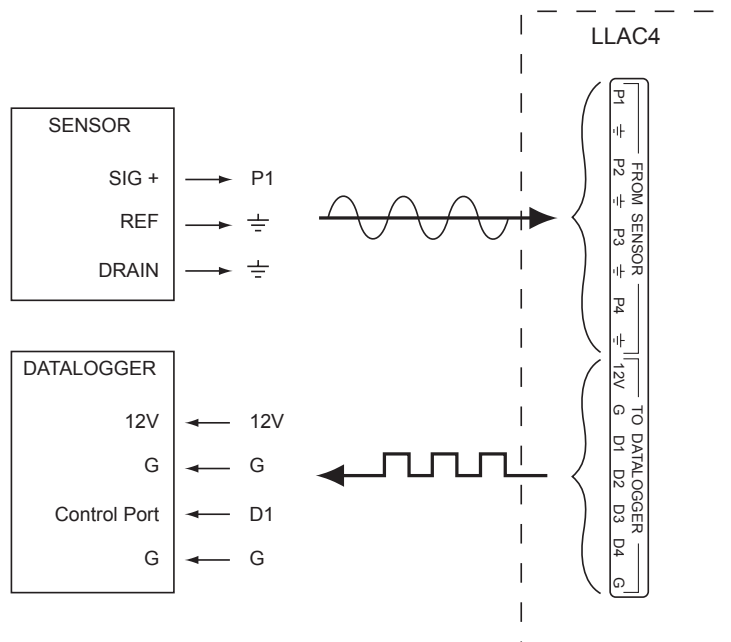 LLAC4
SENSOR
SIG + P1
REF
DRAIN
DATALOGGER
12V 12V
G G
Control Port D1
G G
P1
P2
P3
P4
FROM SENSOR
12V
G
D1
D2
D3
D4
G
TO DATALOGGER